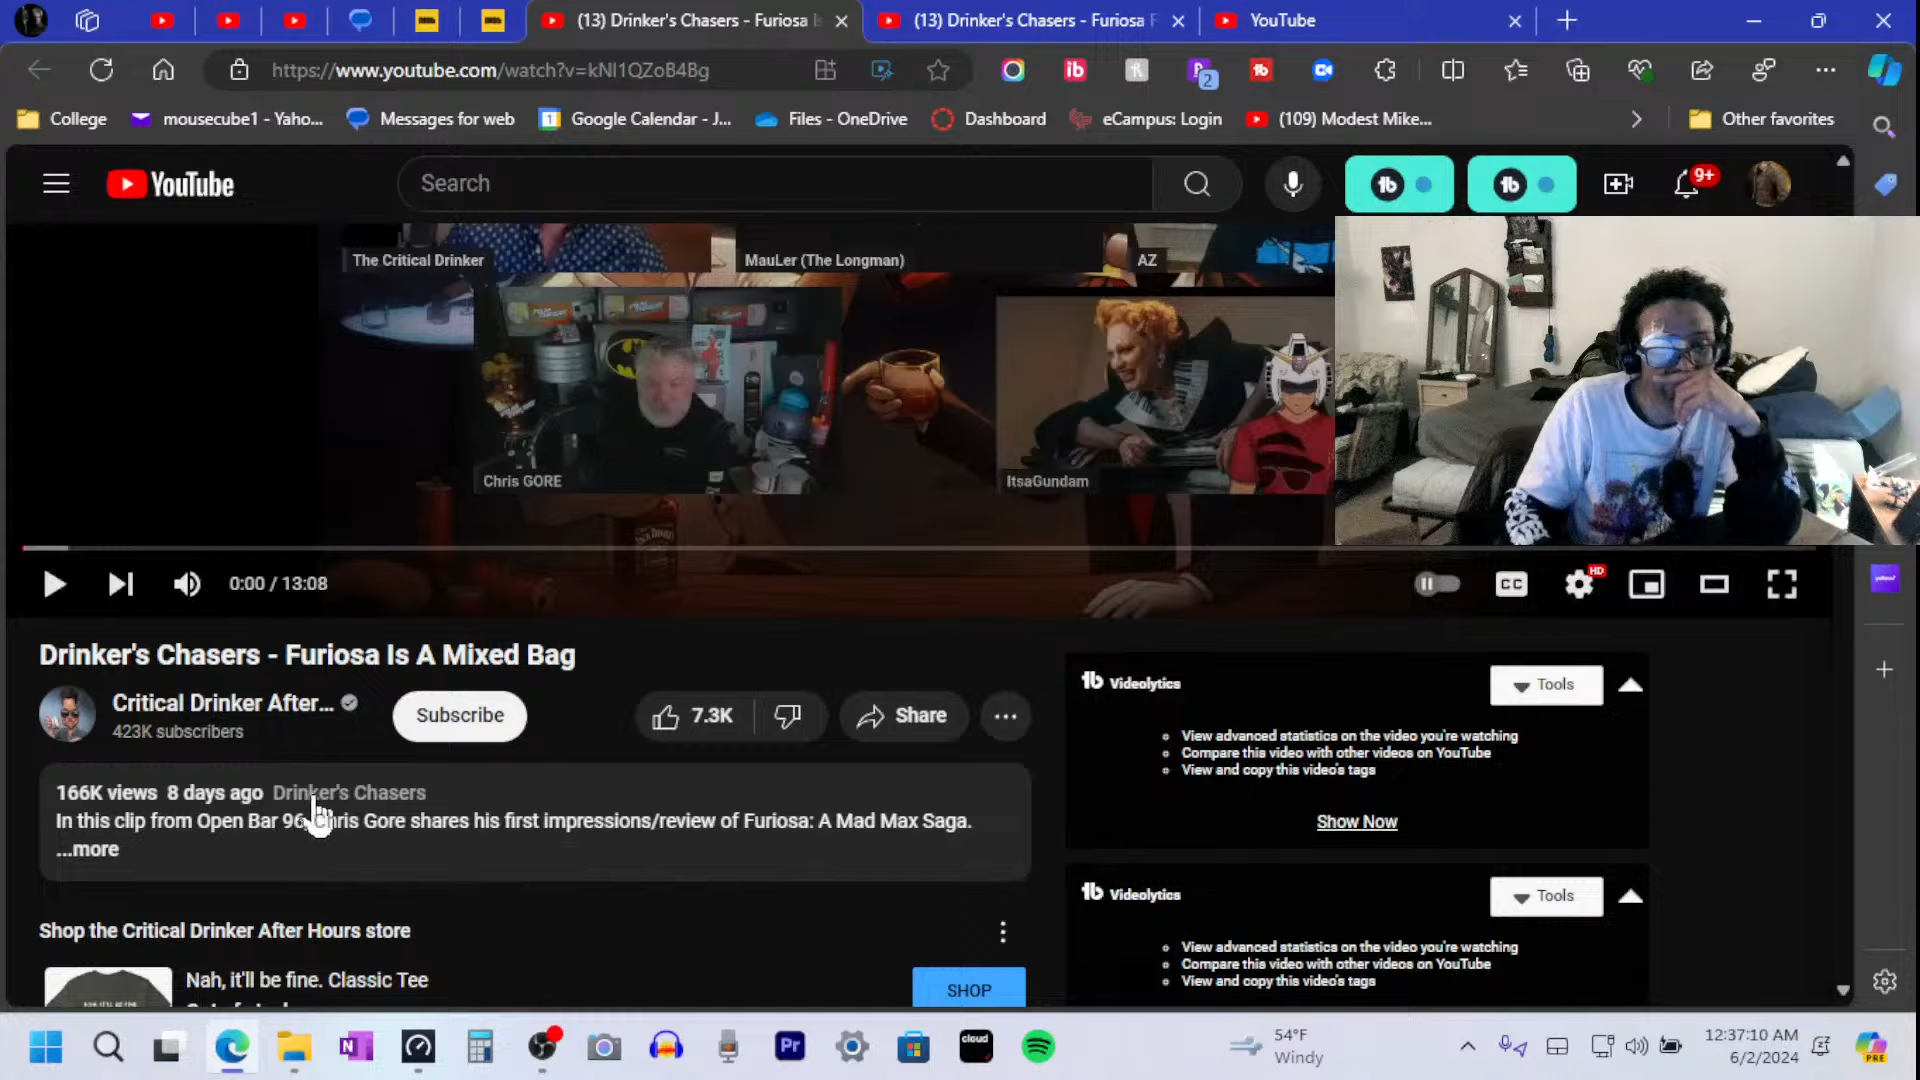 (13) Drinker's Chasers - Furiosa Is
(13) Drinker's Chasers - Furiosa F
YouTube
https://www.youtube.com/watch?v=kNI1QZoB4Bg
2
College
mousecube1 - Yaho...
Messages for web
Google Calendar - J...
Files - OneDrive
Dashboard
eCampus: Login
(109) Modest Mike...
Other favorites
YouTube
Search
9+
The Critical Drinker
MauLer (The Longman)
AZ
Chris GORE
ItsaGundam
0:00 / 13:08
CC
HD
Drinker's Chasers - Furiosa Is A Mixed Bag
Critical Drinker After...
423K subscribers
Subscribe
7.3K
Share
166K views 8 days ago Drinker's Chasers
In this clip from Open Bar 96, Chris Gore shares his first impressions/review of Furiosa: A Mad Max Saga.
...more
Shop the Critical Drinker After Hours store
Nah, it'll be fine. Classic Tee
SHOP
Videolytics
Tools
View advanced statistics on the video you're watching
Compare this video with other videos on YouTube
View and copy this video's tags
Show Now
Videolytics
Tools
View advanced statistics on the video you're watching
Compare this video with other videos on YouTube
View and copy this video's tags
Pr
cloud
54°F
Windy
12:37:10 AM
6/2/2024
PRE